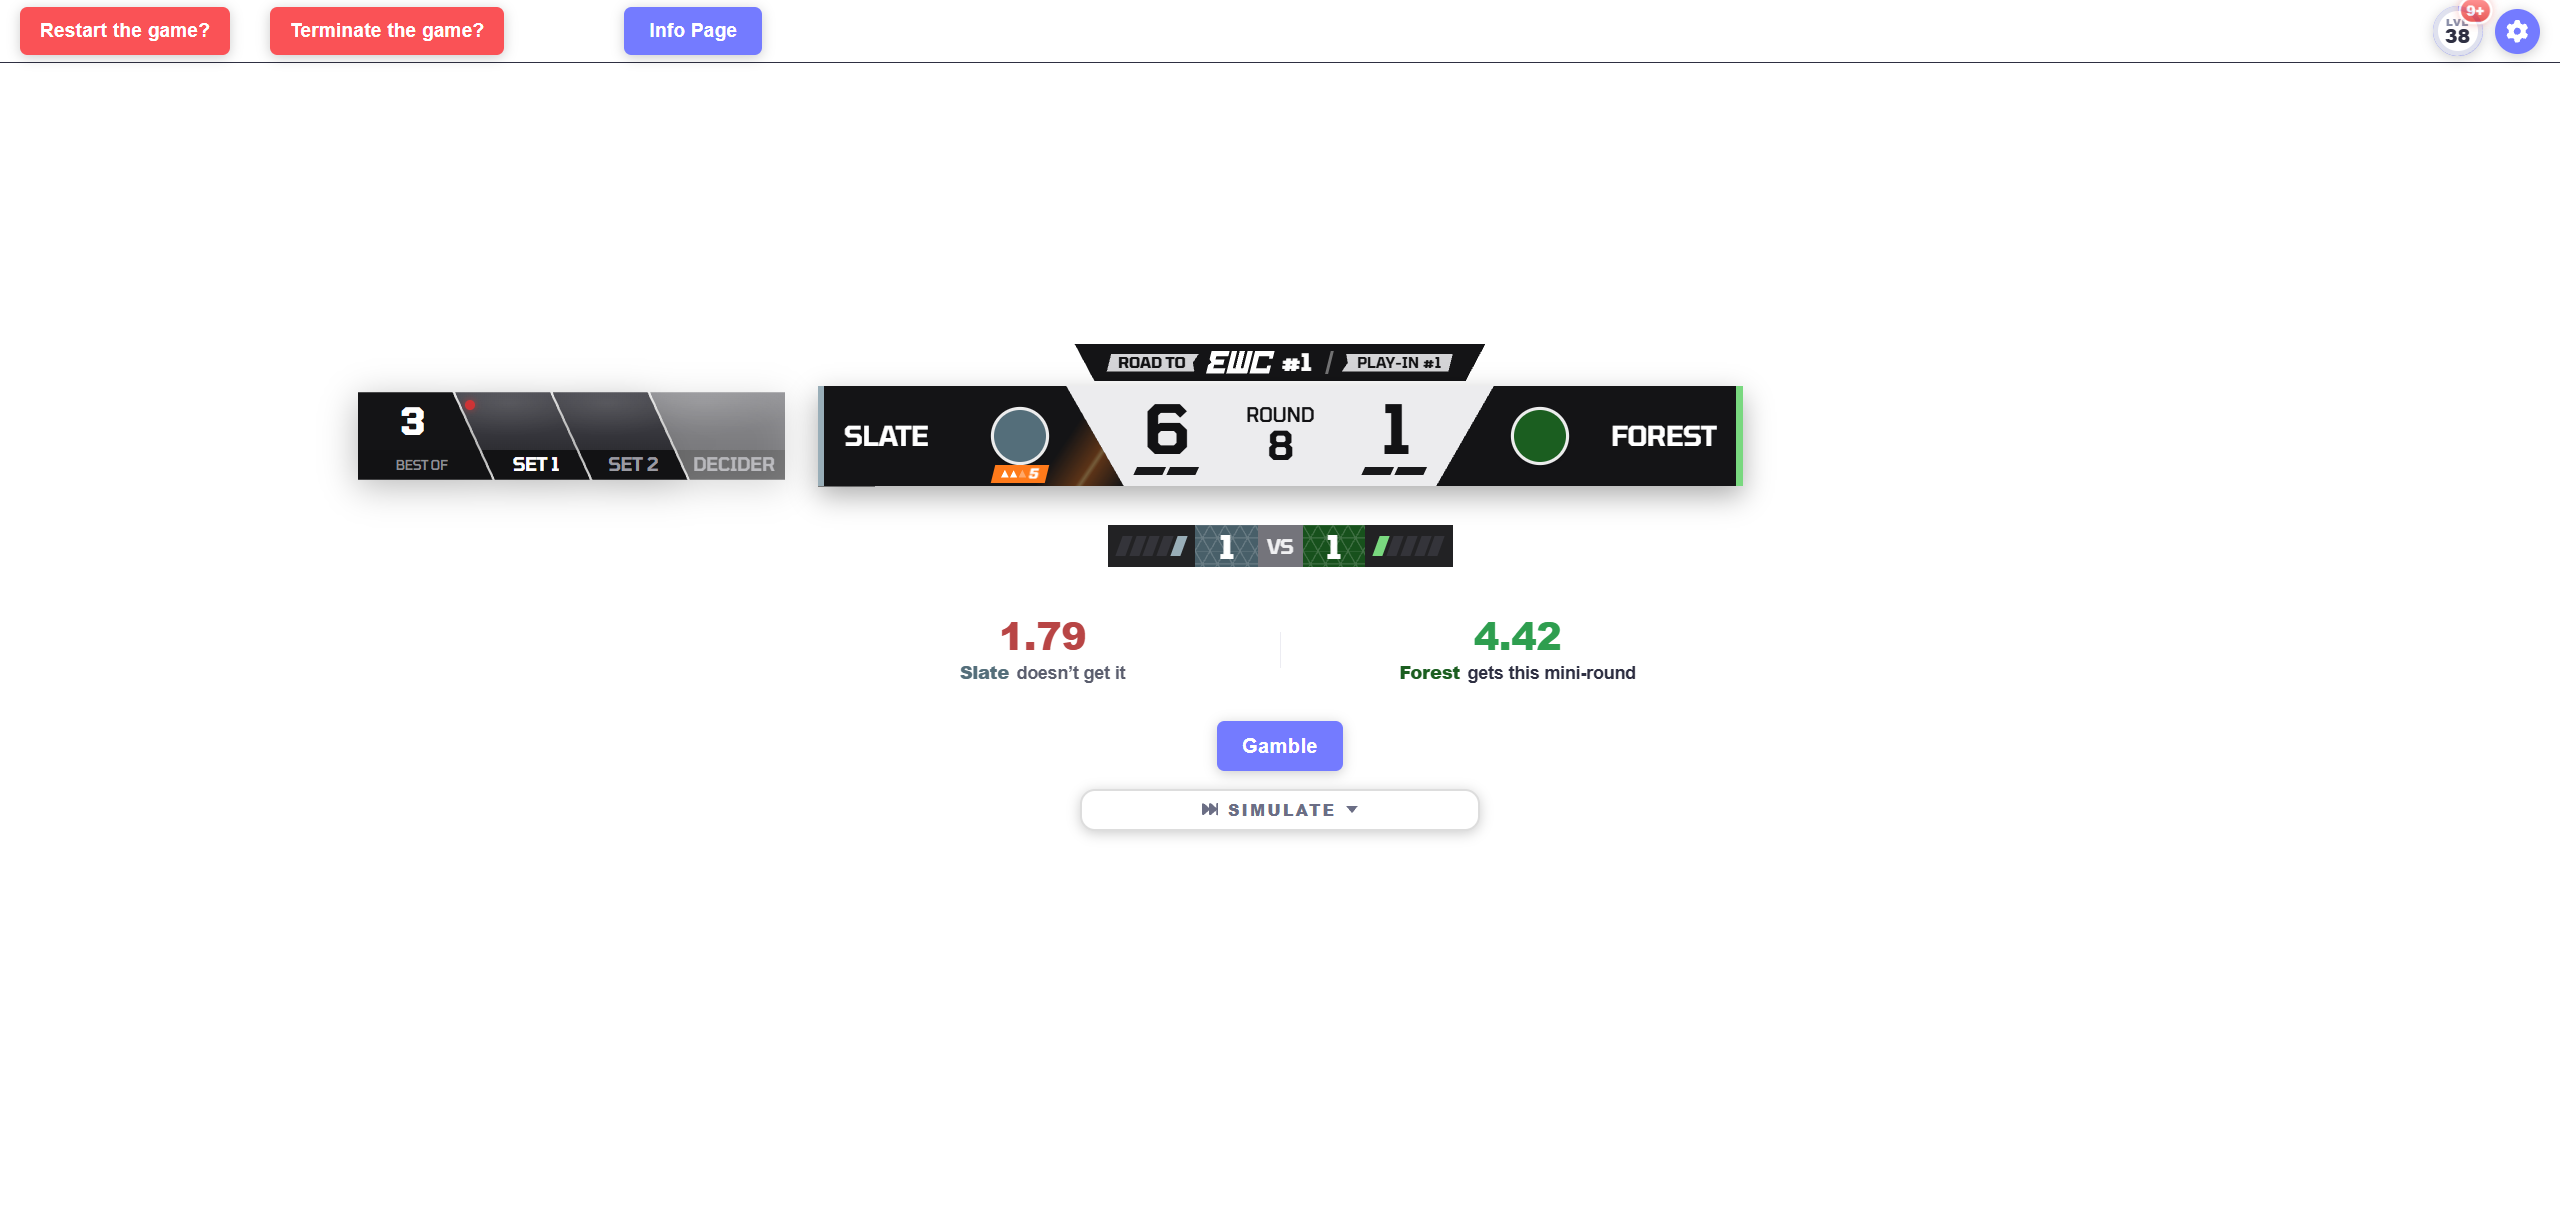 Restart the game?
Terminate the game?
Info Page
LVL
38
9+
ROAD TO EWC #1 / PLAY-IN #1
3
BEST OF
SET 1
SET 2
DECIDER
SLATE
5
6
ROUND
8
1
FOREST
1 VS 1
1.79
Slate doesn’t get it
4.42
Forest gets this mini-round
Gamble
SIMULATE